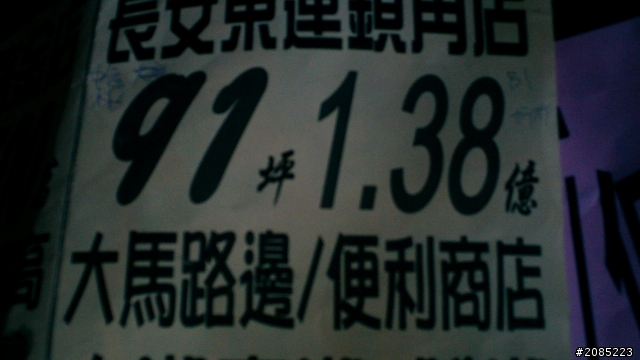 長安東連鎖角店
91坪 1.38億
大馬路邊/便利商店
#2085223